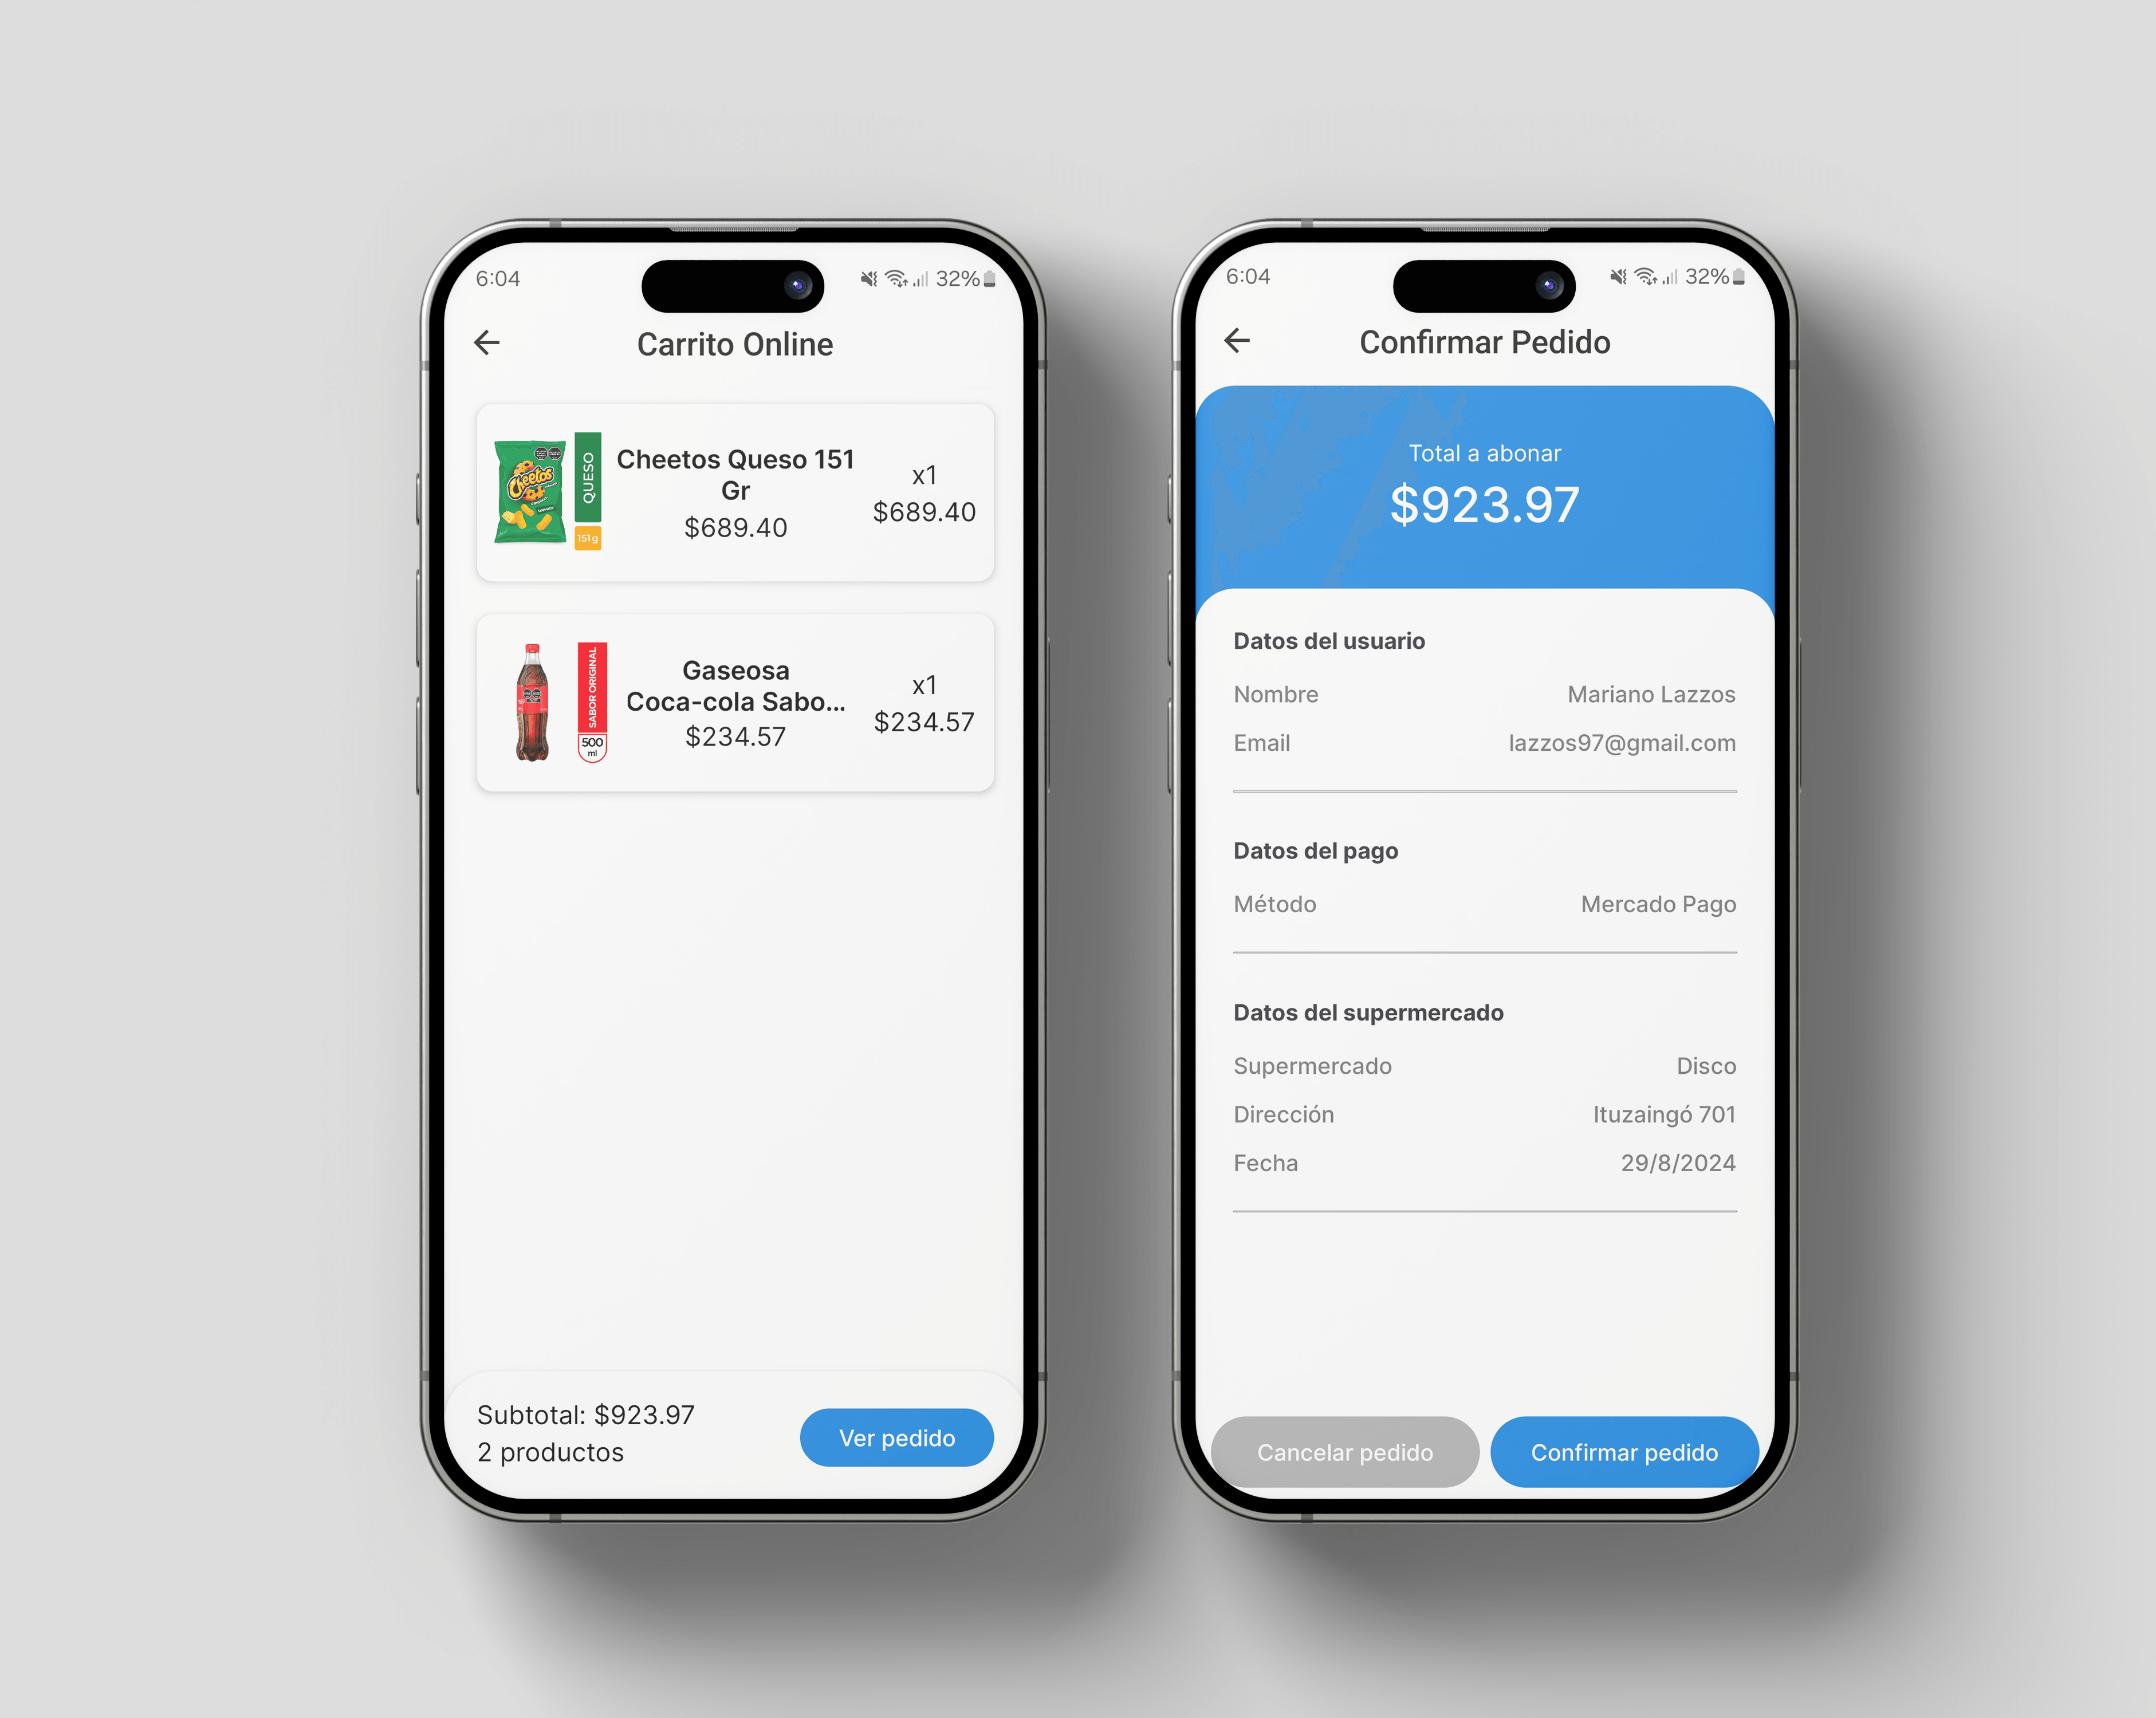 6:04
32%
Carrito Online
Cheetos
QUESO
151 g
Cheetos Queso 151
Gr
$689.40
x1
$689.40
SABOR ORIGINAL
500
ml
Gaseosa
Coca-cola Sabo...
$234.57
x1
$234.57
Subtotal: $923.97
2 productos
Ver pedido
6:04
32%
Confirmar Pedido
Total a abonar
$923.97
Datos del usuario
Nombre Mariano Lazzos
Email lazzos97@gmail.com
Datos del pago
Método Mercado Pago
Datos del supermercado
Supermercado Disco
Dirección Ituzaingó 701
Fecha 29/8/2024
Cancelar pedido
Confirmar pedido